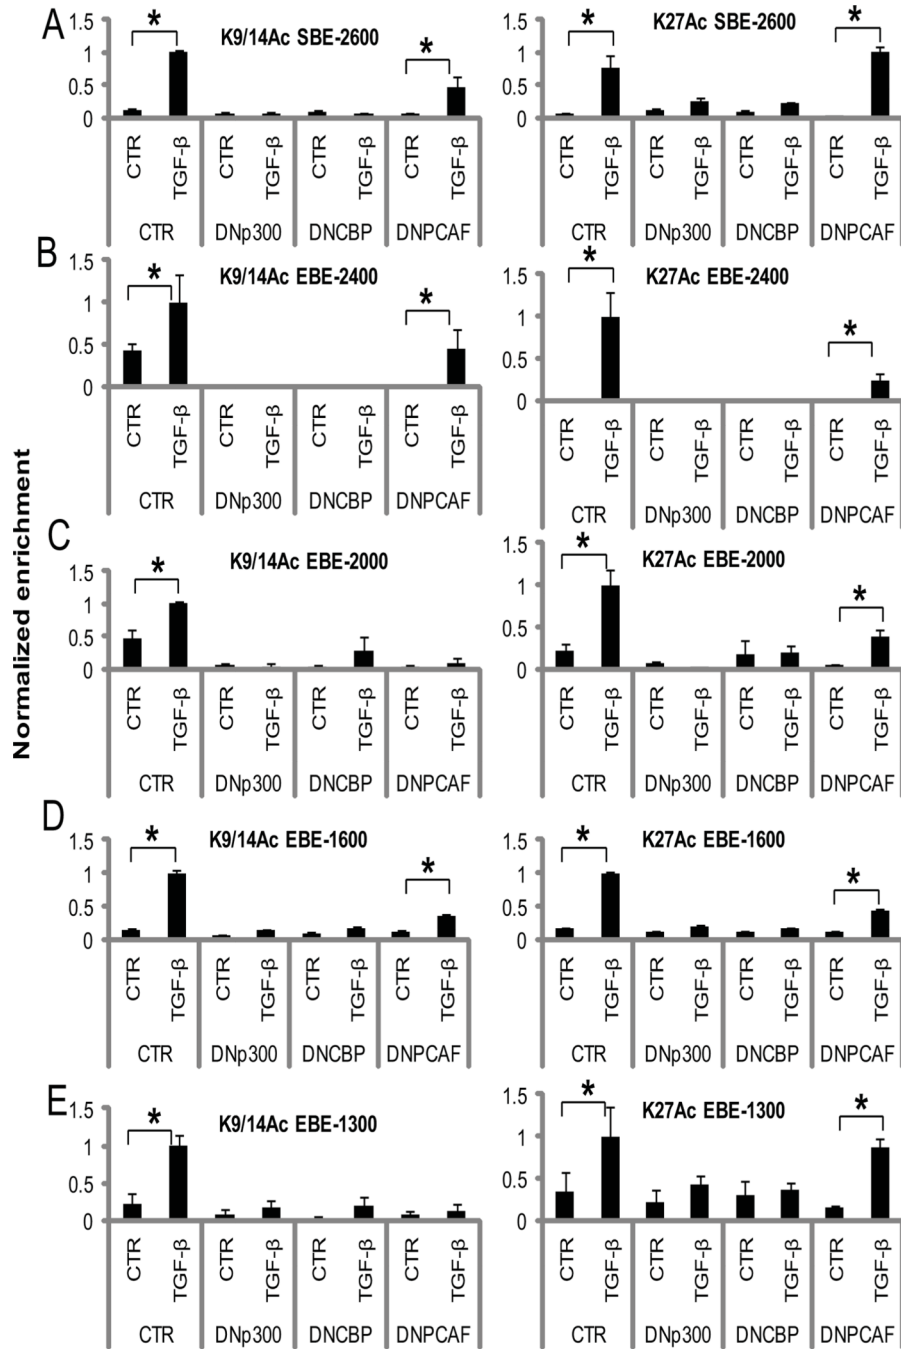 Normalized enrichment
A
K9/14Ac SBE-2600
*
*
1.5
1
0.5
0
CTR TGF-β CTR TGF-β CTR TGF-β CTR TGF-β
CTR DNp300 DNCBP DNPCAF
K27Ac SBE-2600
*
*
1.5
1
0.5
0
CTR TGF-β CTR TGF-β CTR TGF-β CTR TGF-β
CTR DNp300 DNCBP DNPCAF
B
K9/14Ac EBE-2400
*
*
1.5
1
0.5
0
CTR TGF-β CTR TGF-β CTR TGF-β CTR TGF-β
CTR DNp300 DNCBP DNPCAF
K27Ac EBE-2400
*
*
1.5
1
0.5
0
CTR TGF-β CTR TGF-β CTR TGF-β CTR TGF-β
CTR DNp300 DNCBP DNPCAF
C
K9/14Ac EBE-2000
*
1.5
1
0.5
0
CTR TGF-β CTR TGF-β CTR TGF-β CTR TGF-β
CTR DNp300 DNCBP DNPCAF
K27Ac EBE-2000
*
*
1.5
1
0.5
0
CTR TGF-β CTR TGF-β CTR TGF-β CTR TGF-β
CTR DNp300 DNCBP DNPCAF
D
K9/14Ac EBE-1600
*
*
1.5
1
0.5
0
CTR TGF-β CTR TGF-β CTR TGF-β CTR TGF-β
CTR DNp300 DNCBP DNPCAF
K27Ac EBE-1600
*
*
1.5
1
0.5
0
CTR TGF-β CTR TGF-β CTR TGF-β CTR TGF-β
CTR DNp300 DNCBP DNPCAF
E
K9/14Ac EBE-1300
*
1.5
1
0.5
0
CTR TGF-β CTR TGF-β CTR TGF-β CTR TGF-β
CTR DNp300 DNCBP DNPCAF
K27Ac EBE-1300
*
*
1.5
1
0.5
0
CTR TGF-β CTR TGF-β CTR TGF-β CTR TGF-β
CTR DNp300 DNCBP DNPCAF